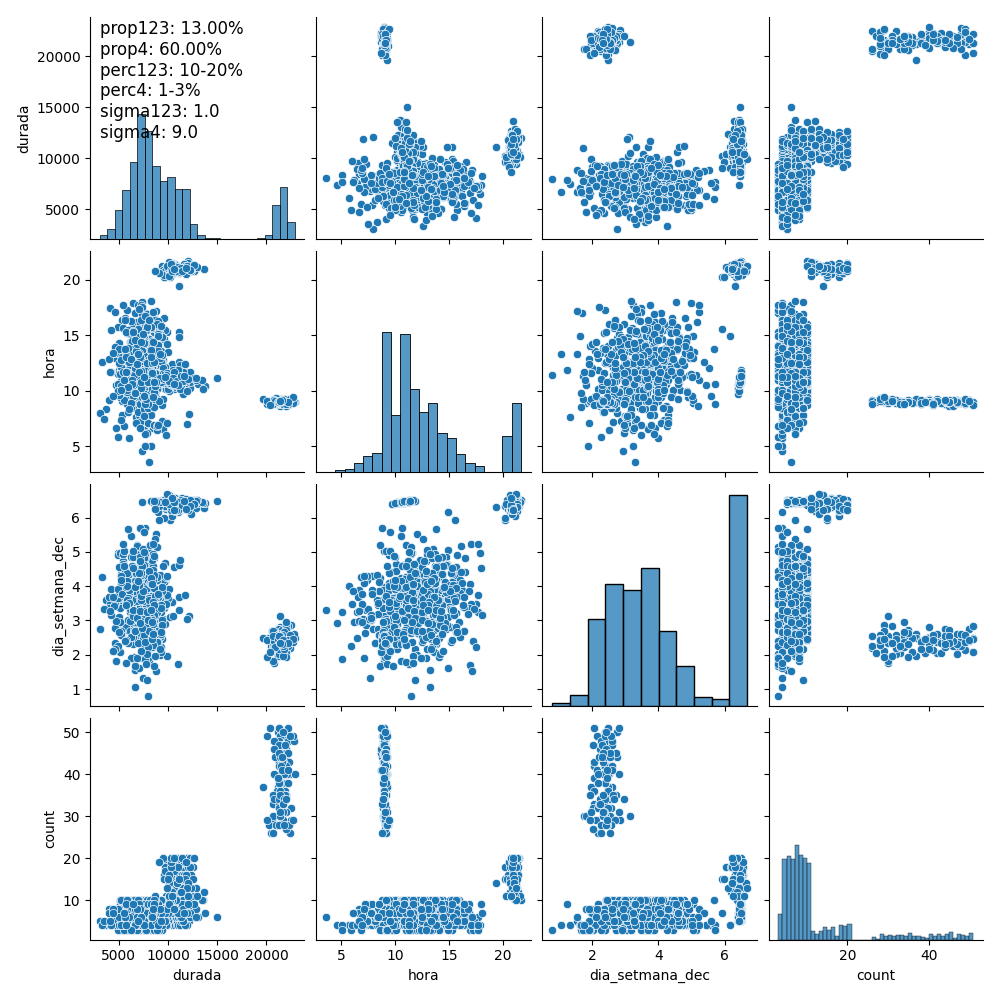 prop123: 13.00%
prop4: 60.00%
perc123: 10-20%
perc4: 1-3%
sigma123: 1.0
sigma4: 9.0
20000
15000
10000
5000
durada
20
15
10
5
hora
6
5
4
3
2
1
dia_setmana_dec
50
40
30
20
10
count
5000 10000 15000 20000
5 10 15 20
2 4 6
20 40
durada
hora
dia_setmana_dec
count